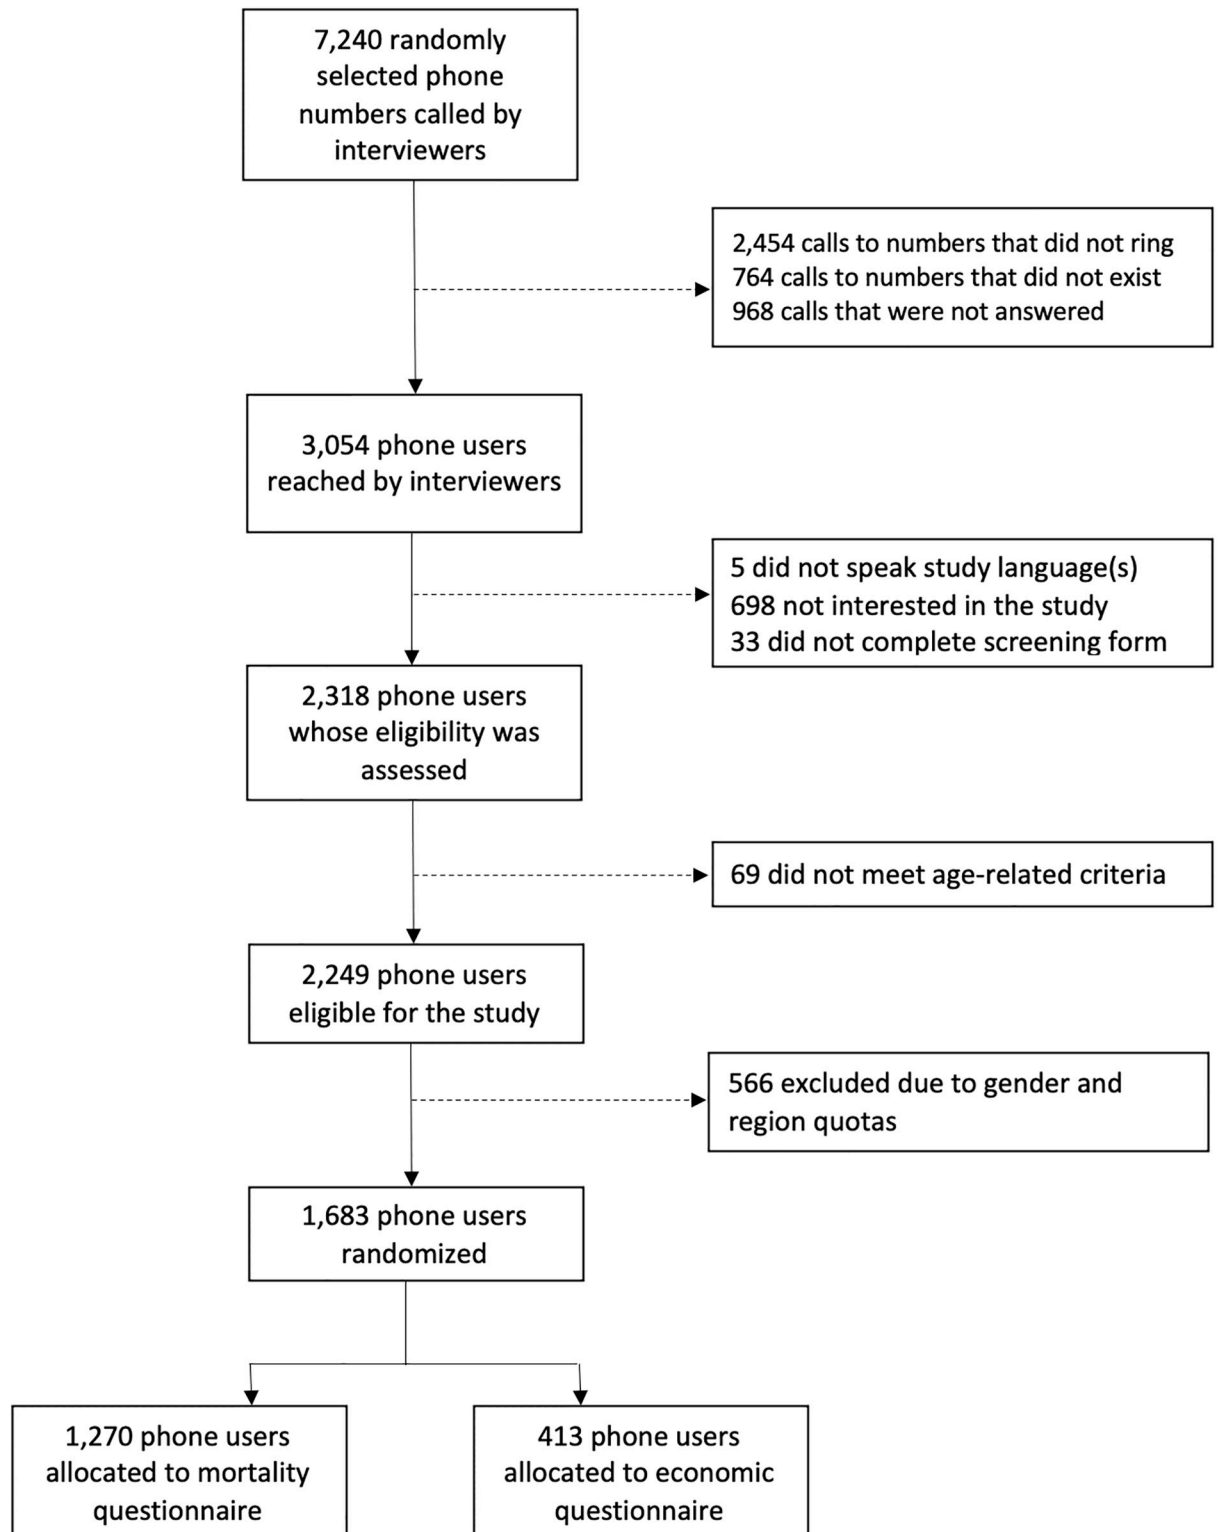 7,240 randomly
selected phone
numbers called by
interviewers
2,454 calls to numbers that did not ring
764 calls to numbers that did not exist
968 calls that were not answered
3,054 phone users
reached by interviewers
5 did not speak study language(s)
698 not interested in the study
33 did not complete screening form
2,318 phone users
whose eligibility was
assessed
69 did not meet age-related criteria
2,249 phone users
eligible for the study
566 excluded due to gender and
region quotas
1,683 phone users
randomized
1,270 phone users
allocated to mortality
questionnaire
413 phone users
allocated to economic
questionnaire